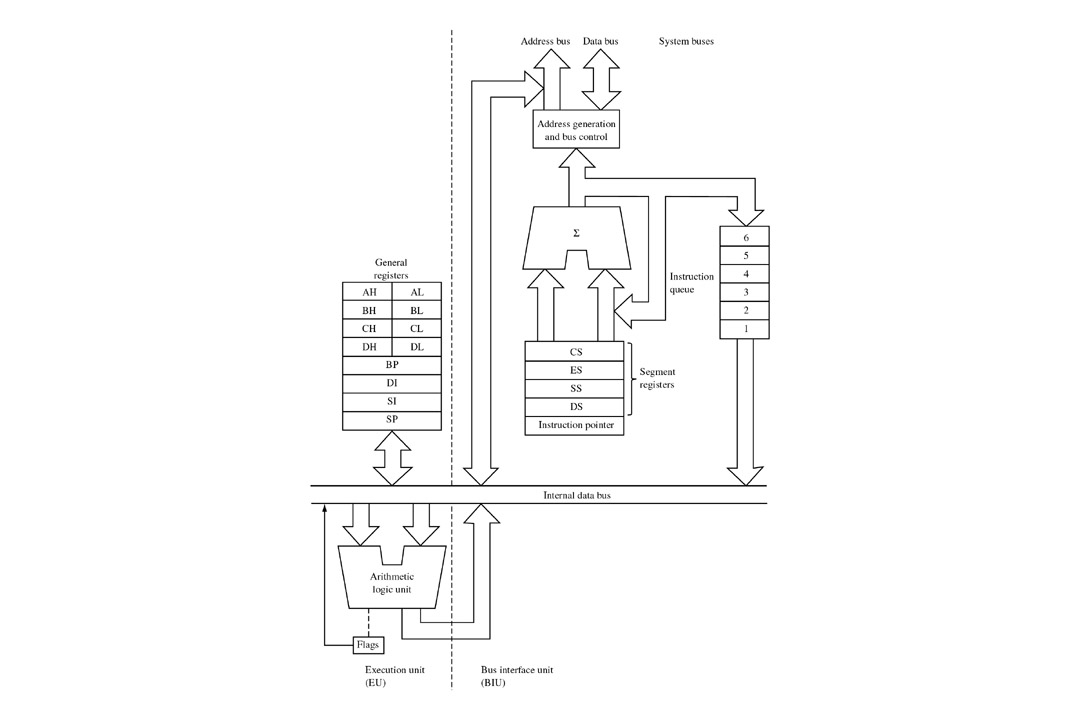 Address bus
Data bus
System buses
Address generation
and bus control
Σ
General
registers
AH
AL
BH
BL
CH
CL
DH
DL
BP
DI
SI
SP
6
5
4
3
2
1
Instruction
queue
CS
ES
SS
DS
Instruction pointer
Segment
registers
Internal data bus
Arithmetic
logic unit
Flags
Execution unit
(EU)
Bus interface unit
(BIU)